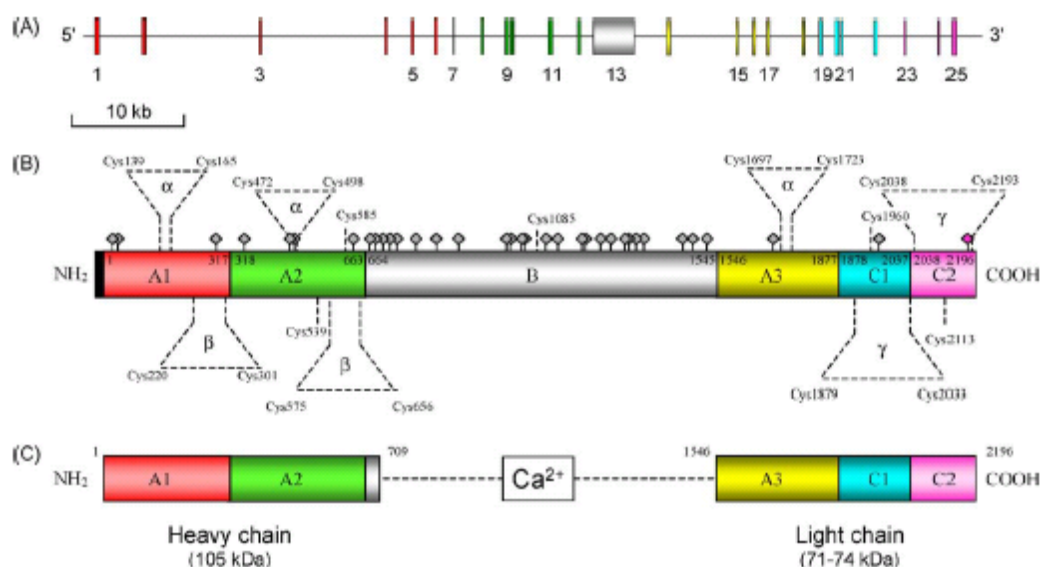 (A) 5' 3'
1 3 5 7 9 11 13 15 17 19 21 23 25
10 kb
(B)
Cys139 Cys165 Cys1697 Cys1723
α Cys472 Cys498 α Cys2038 Cys2193
α Cys585 Cys1085 Cys1960 γ
NH₂ 1 A1 317 318 A2 663 664 B 1545 1546 A3 1877 1878 C1 2037 2038 C2 2196 COOH
Cys539 Cys2113
β β γ
Cys220 Cys301 Cys1879 Cys2033
Cys575 Cys656
(C) 1 709 1546 2196
NH₂ A1 A2 Ca²⁺ A3 C1 C2 COOH
Heavy chain Light chain
(105 kDa) (71-74 kDa)